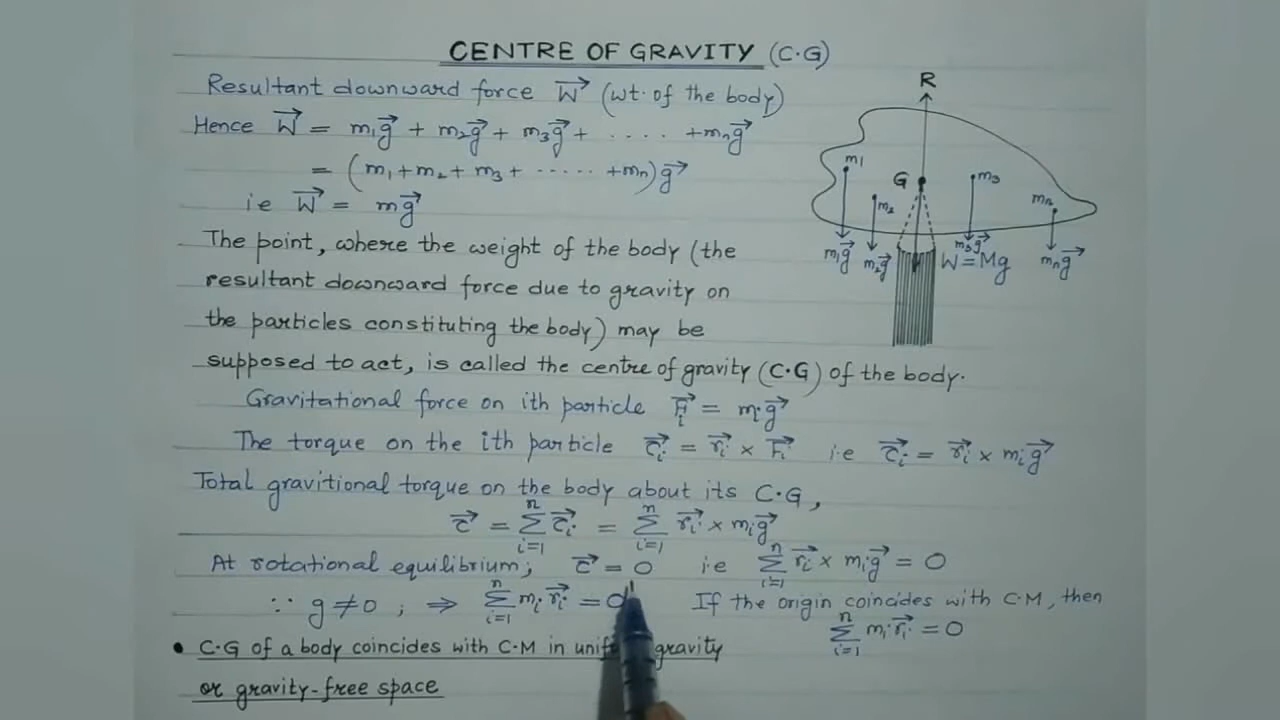 CENTRE OF GRAVITY (C·G)
Resultant downward force W⃗ (wt. of the body)
Hence W⃗ = m₁g⃗ + m₂g⃗ + m₃g⃗ + . . . . . + mₙg⃗
= (m₁ + m₂ + m₃ + ····· + mₙ) g⃗
i e W⃗ = mg⃗
The point, where the weight of the body (the
resultant downward force due to gravity on
the particles constituting the body) may be
supposed to act, is called the centre of gravity (C·G) of the body.
Gravitational force on ith particle F⃗ᵢ = mᵢg⃗
The torque on the ith particle τ⃗ᵢ = r⃗ᵢ × F⃗ᵢ i·e τ⃗ᵢ = r⃗ᵢ × mᵢg⃗
Total gravitional torque on the body about its C·G,
τ⃗ = Σⁿᵢ₌₁ τ⃗ᵢ = Σⁿᵢ₌₁ r⃗ᵢ × mᵢg⃗
At rotational equilibrium; τ⃗ = 0 i·e Σⁿᵢ₌₁ r⃗ᵢ × mᵢg⃗ = 0
∵ g ≠ 0 ; ⇒ Σⁿᵢ₌₁ mᵢ r⃗ᵢ = 0 If the origin coincides with C·M, then
Σⁿᵢ₌₁ mᵢ r⃗ᵢ = 0
• C·G of a body coincides with C·M in gravity
or gravity-free space
R
m₁
G
m₃
m₂
mₙ
m₁g⃗
m₂g⃗
m₃g⃗
W = Mg
mₙg⃗